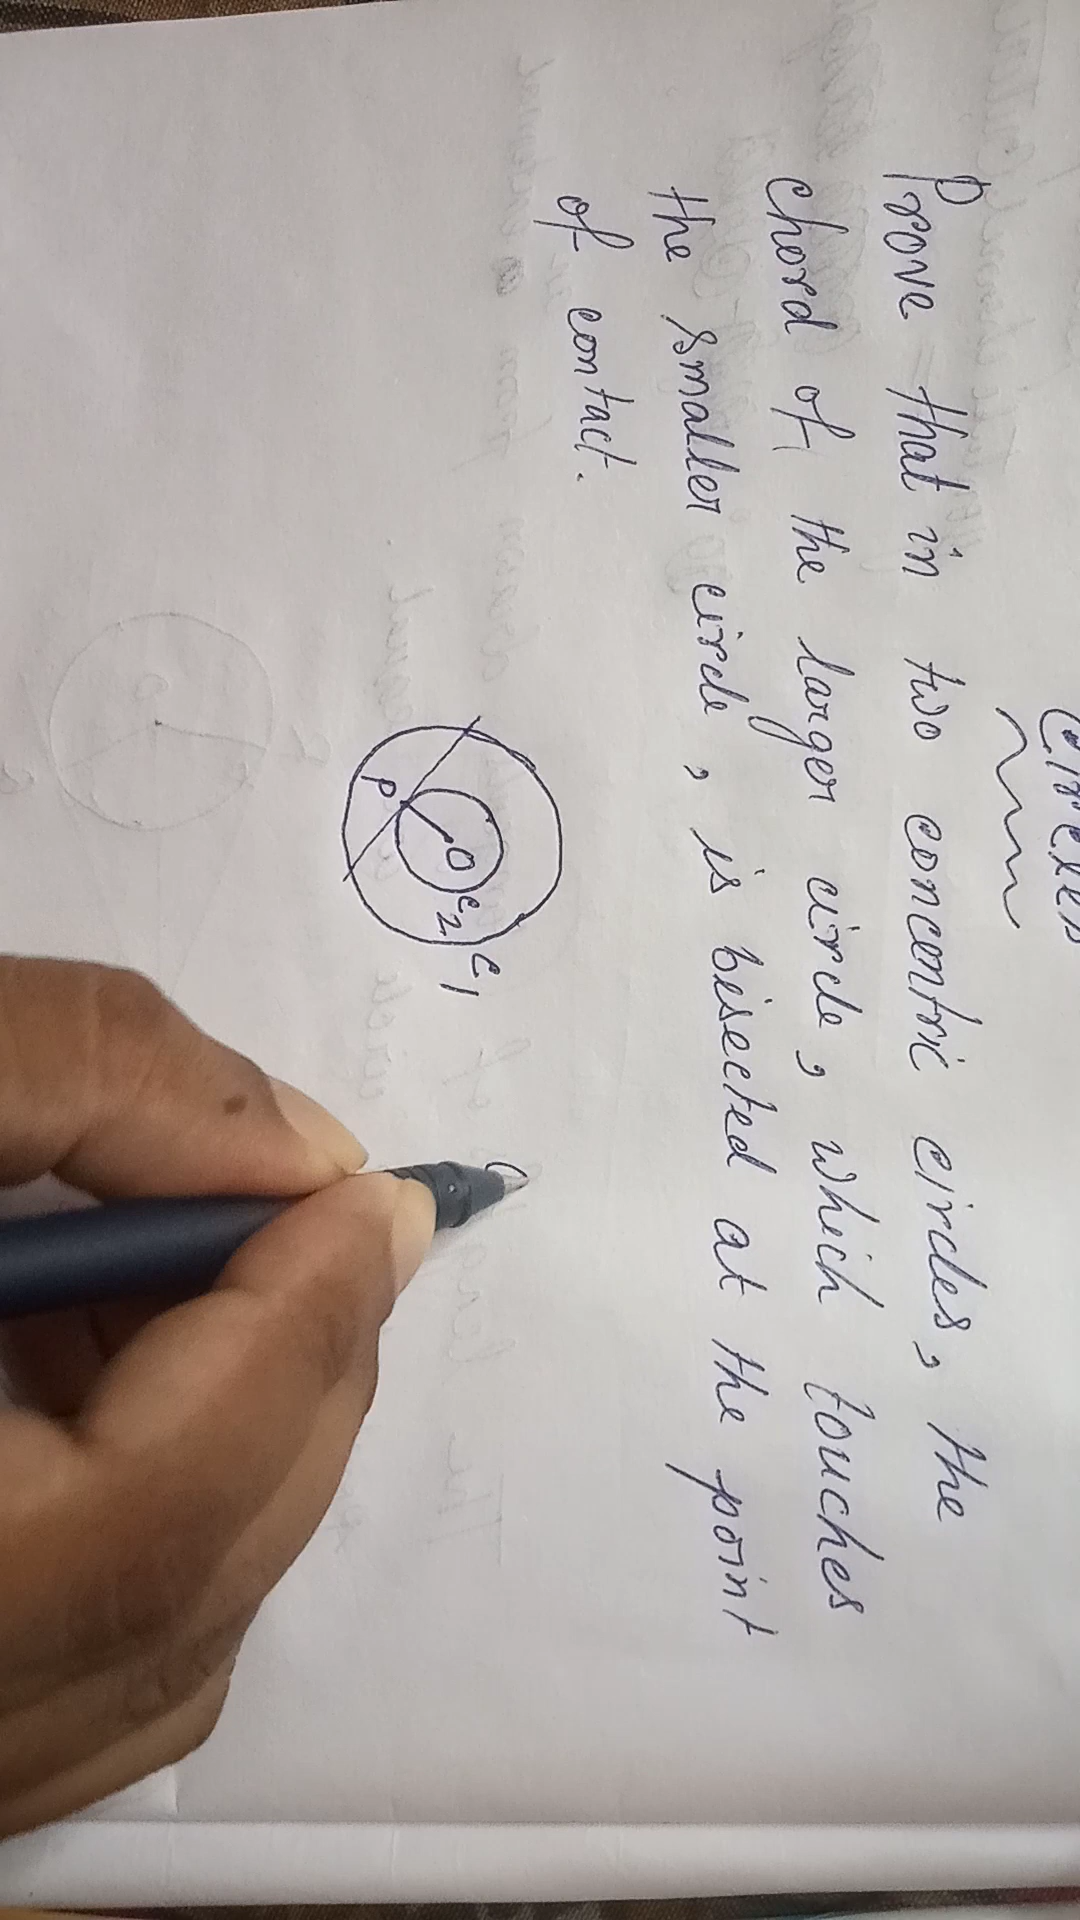 Circles
Prove that in two concentric circles, the
chord of the larger circle, which touches
the smaller circle, is bisected at the point
of contact.
P
O
C2
C1